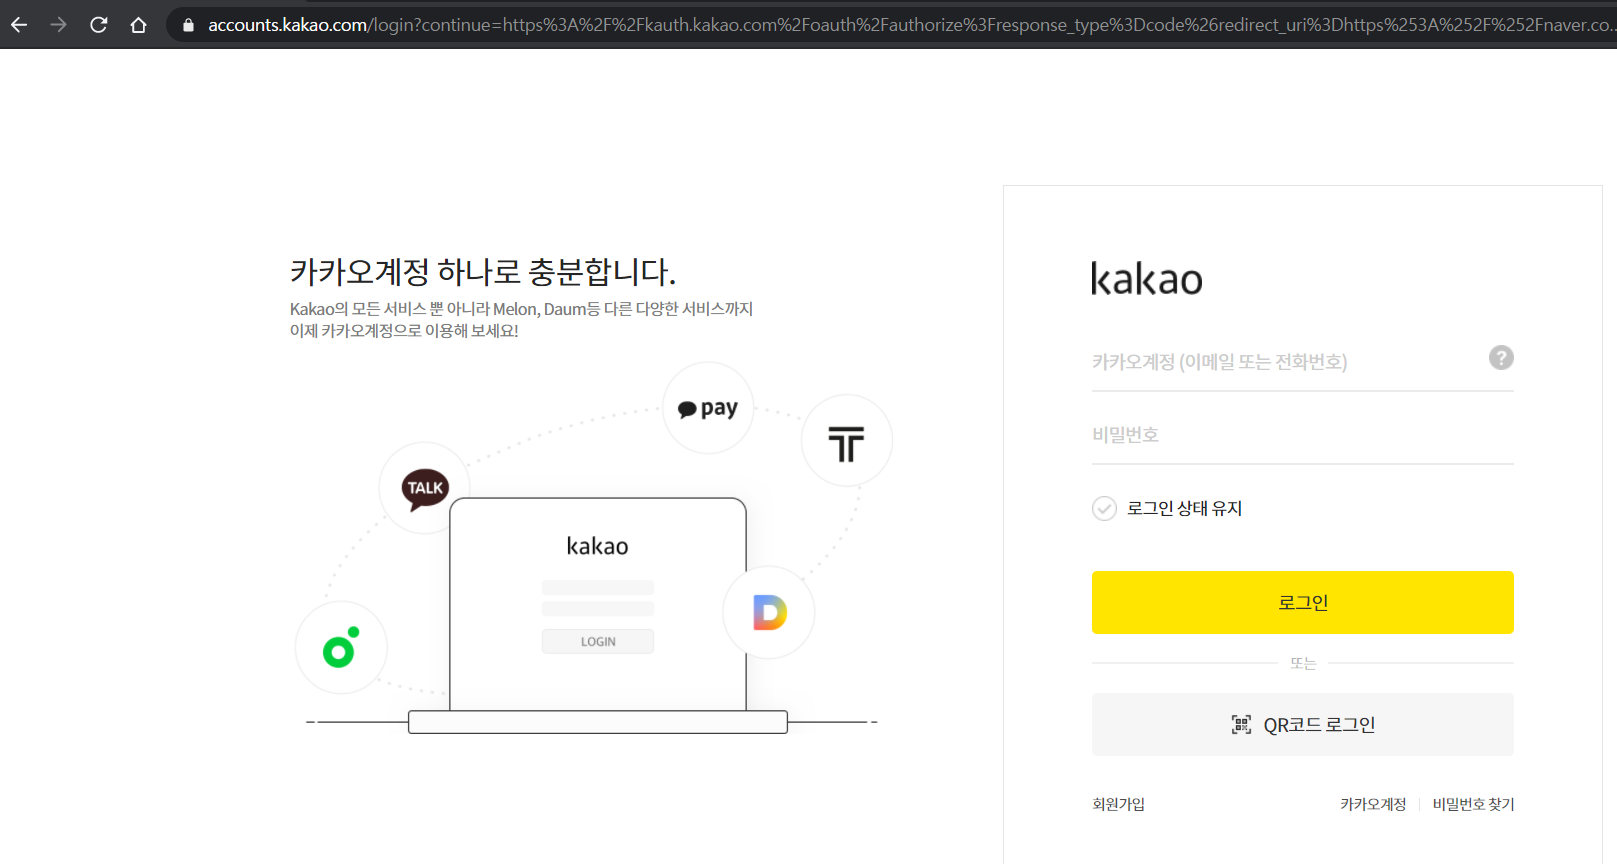 accounts.kakao.com/login?continue=https%3A%2F%2Fkauth.kakao.com%2Foauth%2Fauthorize%3Fresponse_type%3Dcode%26redirect_uri%3Dhttps%253A%252F%252Fnaver.co...
카카오계정 하나로 충분합니다.
Kakao의 모든 서비스 뿐 아니라 Melon, Daum등 다른 다양한 서비스까지
이제 카카오계정으로 이용해 보세요!
pay
T
TALK
kakao
D
LOGIN
kakao
카카오계정 (이메일 또는 전화번호)
?
비밀번호
로그인 상태 유지
로그인
또는
QR코드 로그인
회원가입
카카오계정
비밀번호 찾기